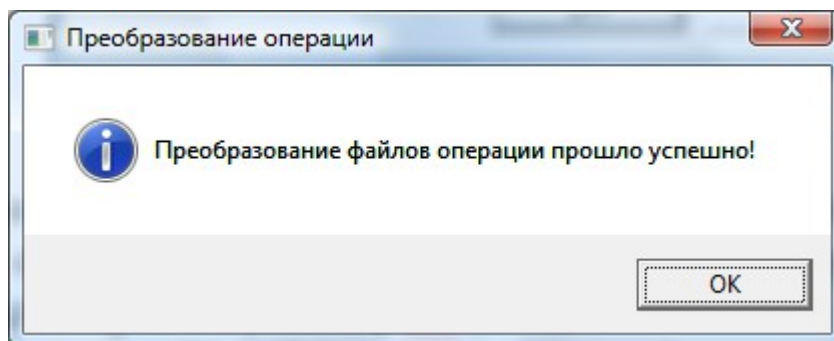 Преобразование операции
Преобразование файлов операции прошло успешно!
OK